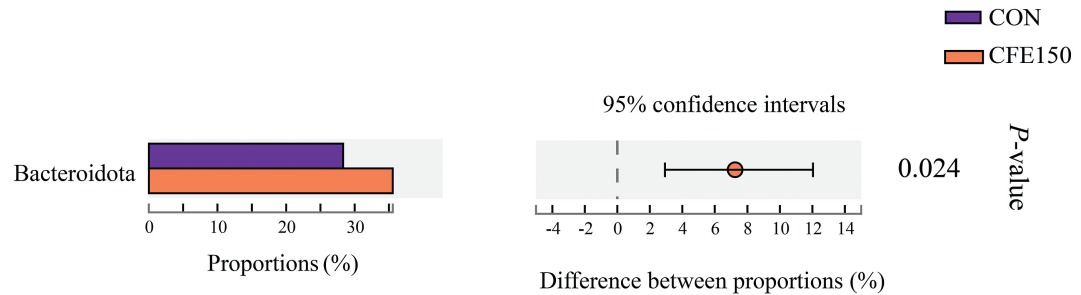 CON
CFE150
95% confidence intervals
Bacteroidota
0.024
P-value
0 10 20 30
-4 -2 0 2 4 6 8 10 12 14
Proportions (%)
Difference between proportions (%)